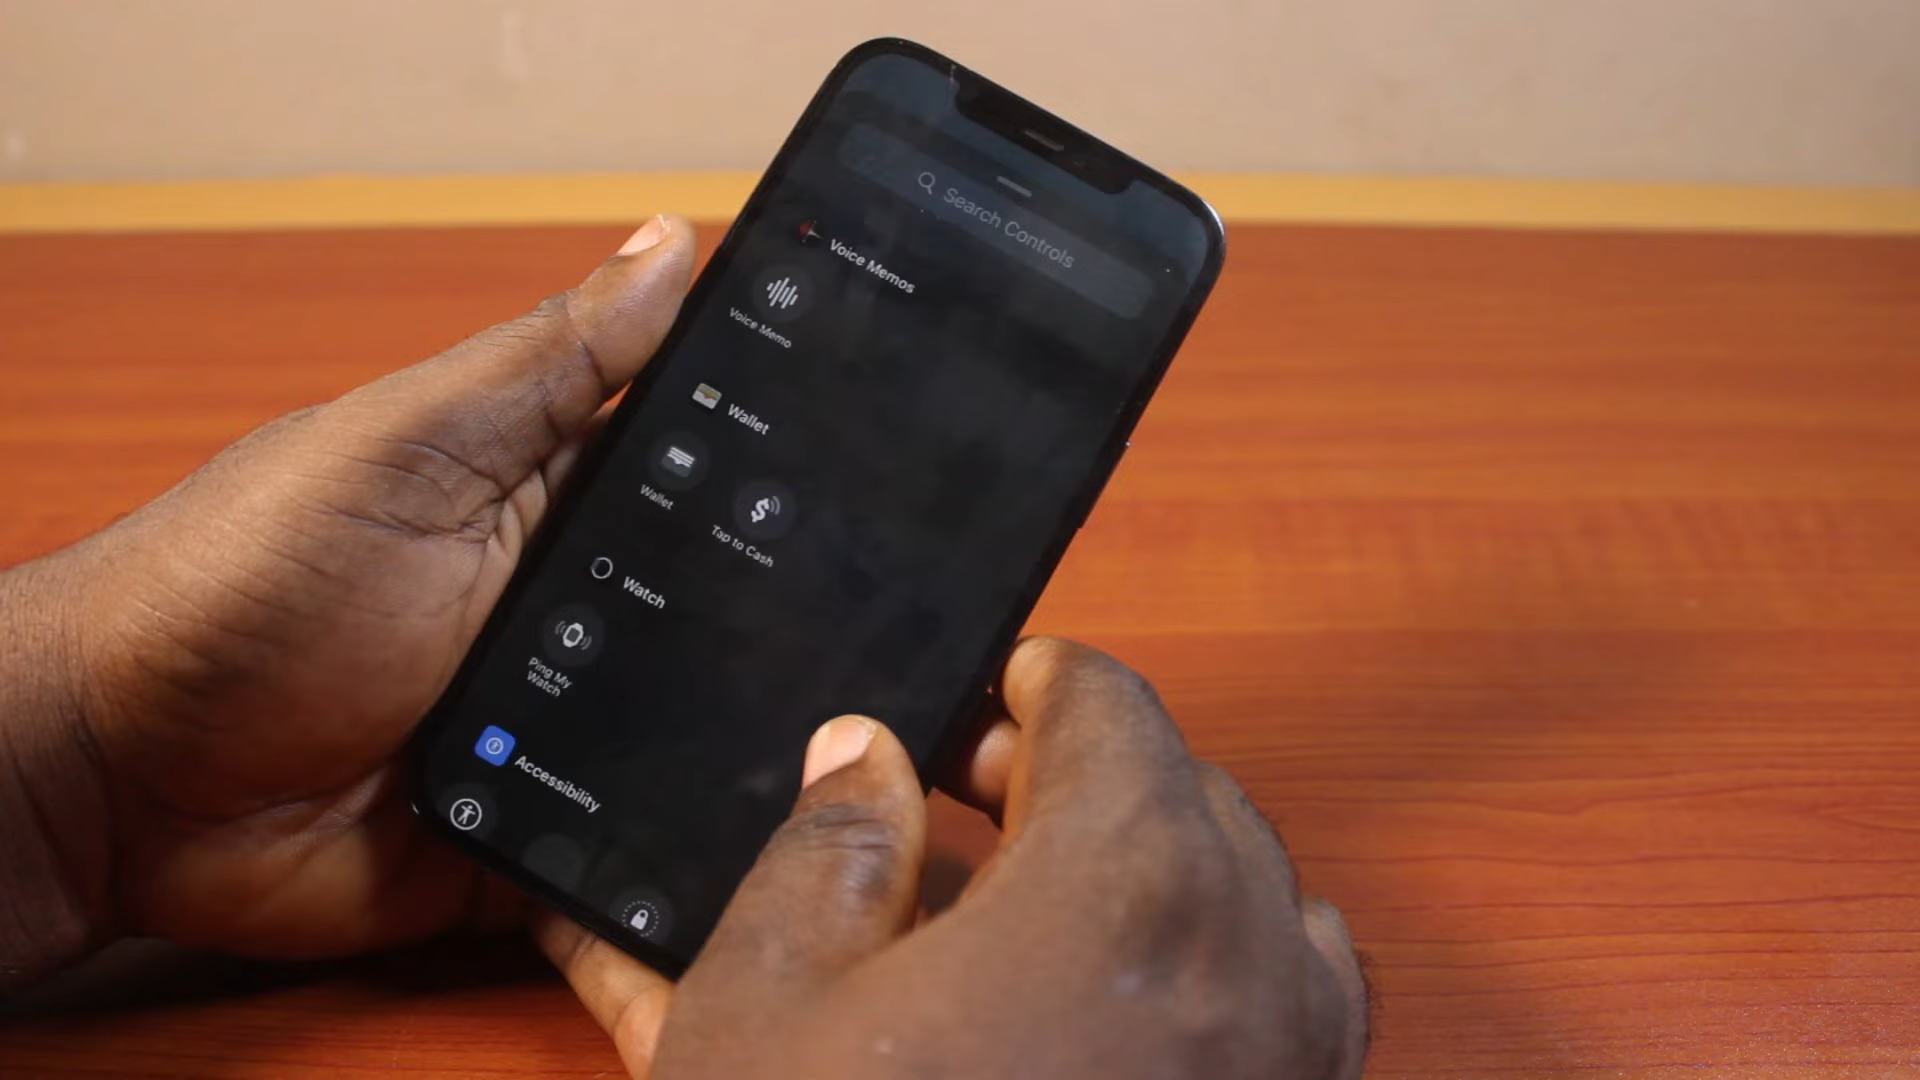 Search Controls
Voice Memos
Voice Memo
Wallet
Wallet
Tap to Cash
Watch
Ping My
Watch
Accessibility